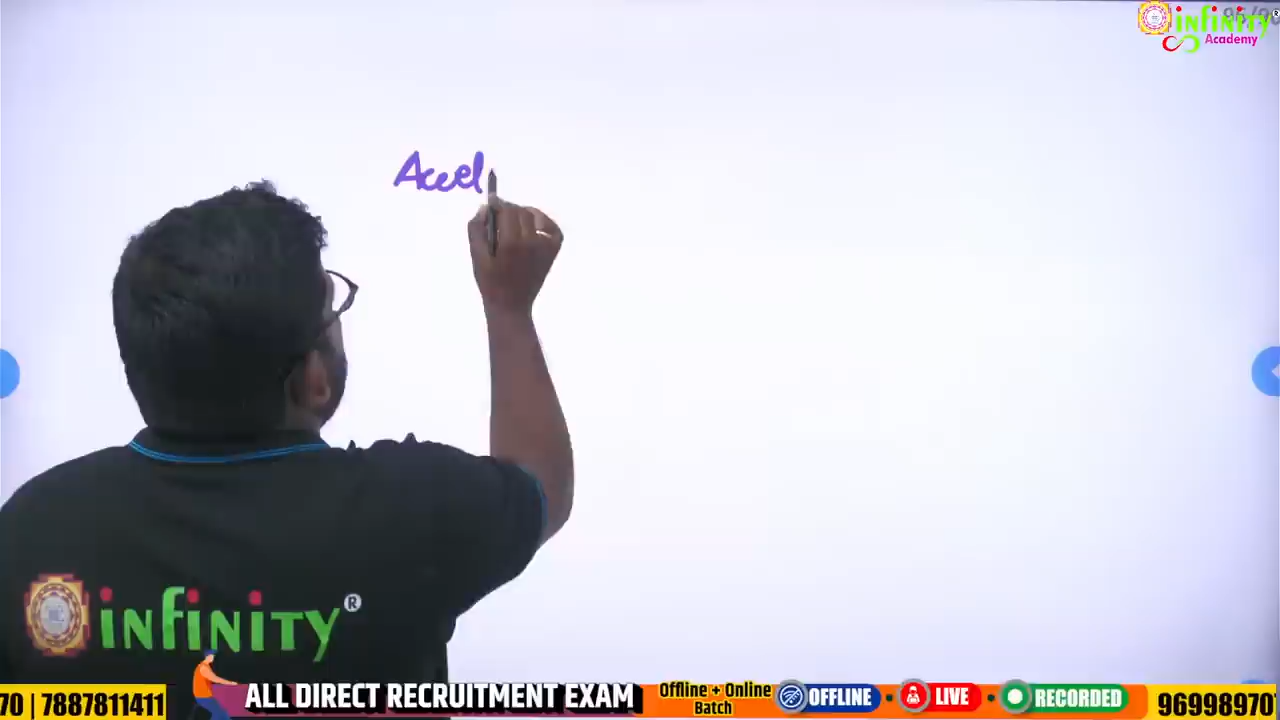 infinity®
Academy
Accel
infinity®
70 | 7887811411
ALL DIRECT RECRUITMENT EXAM
Offline + Online
Batch
OFFLINE
LIVE
RECORDED
96998970